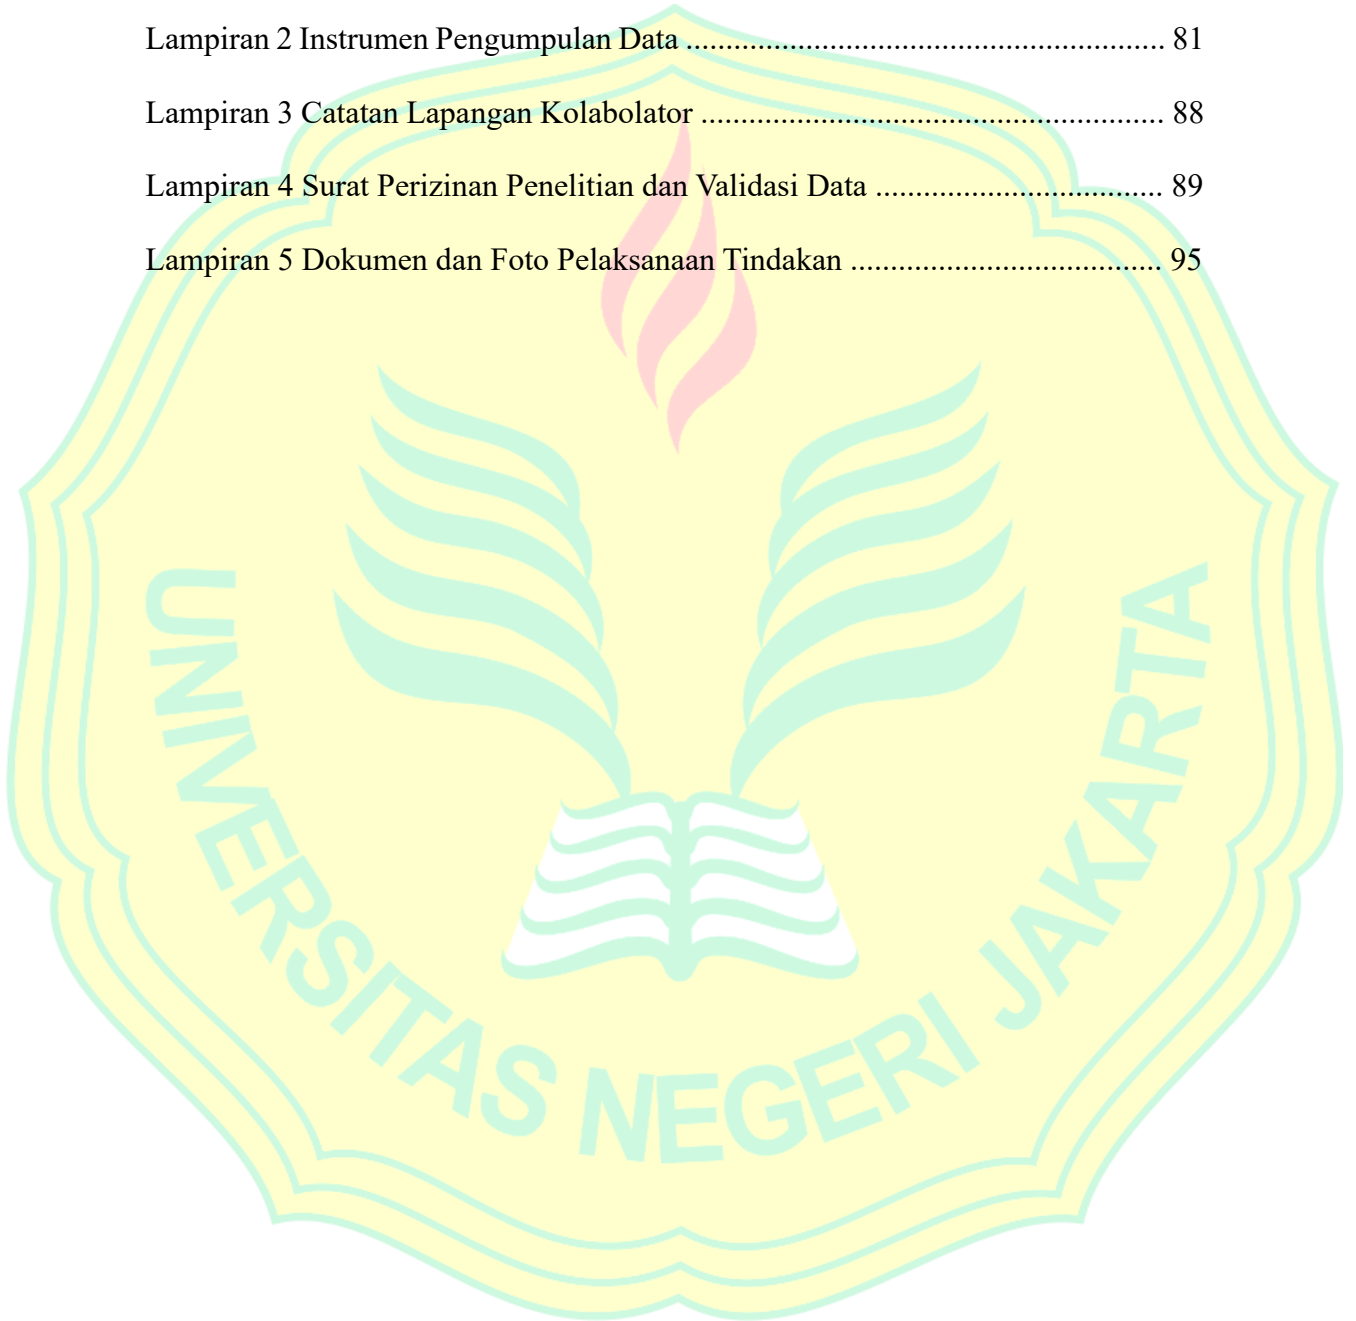 Lampiran 2 Instrumen Pengumpulan Data ............................................................ 81
Lampiran 3 Catatan Lapangan Kolabolator .......................................................... 88
Lampiran 4 Surat Perizinan Penelitian dan Validasi Data .................................... 89
Lampiran 5 Dokumen dan Foto Pelaksanaan Tindakan ....................................... 95
UNIVERSITAS NEGERI JAKARTA